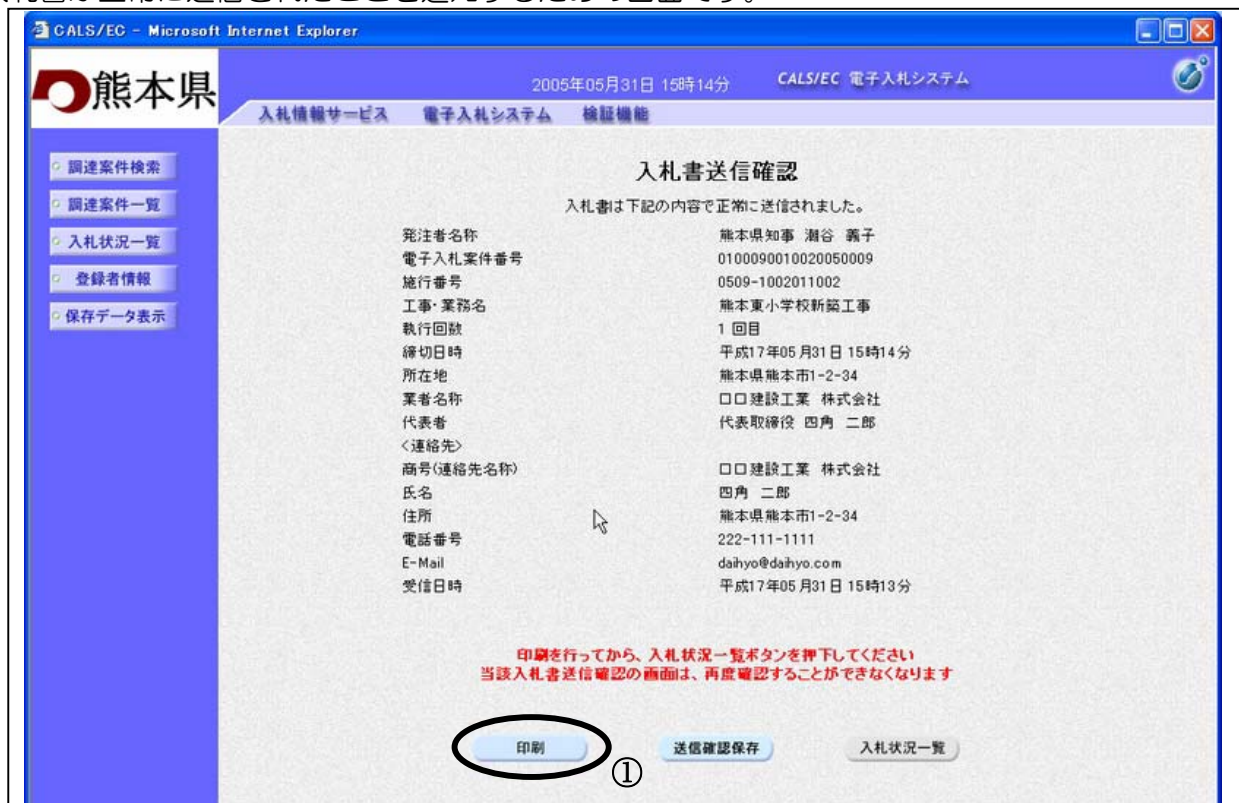 CALS/EC - Microsoft Internet Explorer
熊本県
2005年05月31日 15時14分 CALS/EC 電子入札システム
入札情報サービス 電子入札システム 検証機能
調達案件検索
調達案件一覧
入札状況一覧
登録者情報
保存データ表示
入札書送信確認
入札書は下記の内容で正常に送信されました。
発注者名称 熊本県知事 潮谷 義子
電子入札案件番号 0100090010020050009
施行番号 0509-1002011002
工事・業務名 熊本東小学校新築工事
執行回数 1 回目
締切日時 平成17年05月31日 15時14分
所在地 熊本県熊本市1-2-34
業者名称 口口建設工業 株式会社
代表者 代表取締役 四角 二郎
<連絡先>
商号(連絡先名称) 口口建設工業 株式会社
氏名 四角 二郎
住所 熊本県熊本市1-2-34
電話番号 222-111-1111
E-Mail daihyo@daihyo.com
受信日時 平成17年05月31日 15時13分
印刷を行ってから、入札状況一覧ボタンを押下してください
当該入札書送信確認の画面は、再度確認することができなくなります
印刷 送信確認保存 入札状況一覧
①